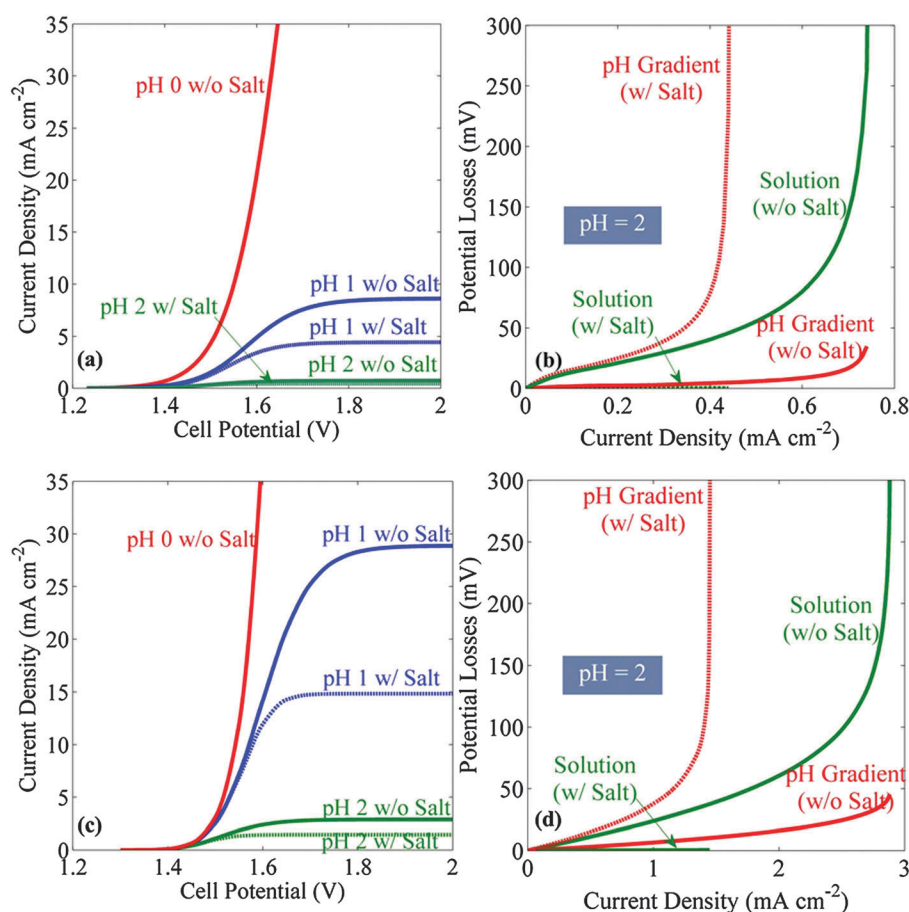 35
30
25
20
15
10
5
0
Current Density (mA cm-2)
pH 0 w/o Salt
pH 1 w/o Salt
pH 2 w/ Salt
pH 1 w/ Salt
pH 2 w/o Salt
(a)
1.2 1.4 1.6 1.8 2
Cell Potential (V)
300
250
200
150
100
50
0
Potential Losses (mV)
pH Gradient
(w/ Salt)
Solution
(w/o Salt)
pH = 2
Solution
(w/ Salt)
pH Gradient
(w/o Salt)
(b)
0 0.2 0.4 0.6 0.8
Current Density (mA cm-2)
35
30
25
20
15
10
5
0
Current Density (mA cm-2)
pH 0 w/o Salt
pH 1 w/o Salt
pH 1 w/ Salt
pH 2 w/o Salt
pH 2 w/ Salt
(c)
1.2 1.4 1.6 1.8 2
Cell Potential (V)
300
250
200
150
100
50
0
Potential Losses (mV)
pH Gradient
(w/ Salt)
Solution
(w/o Salt)
pH = 2
Solution
(w/ Salt)
pH Gradient
(w/o Salt)
(d)
0 1 2 3
Current Density (mA cm-2)